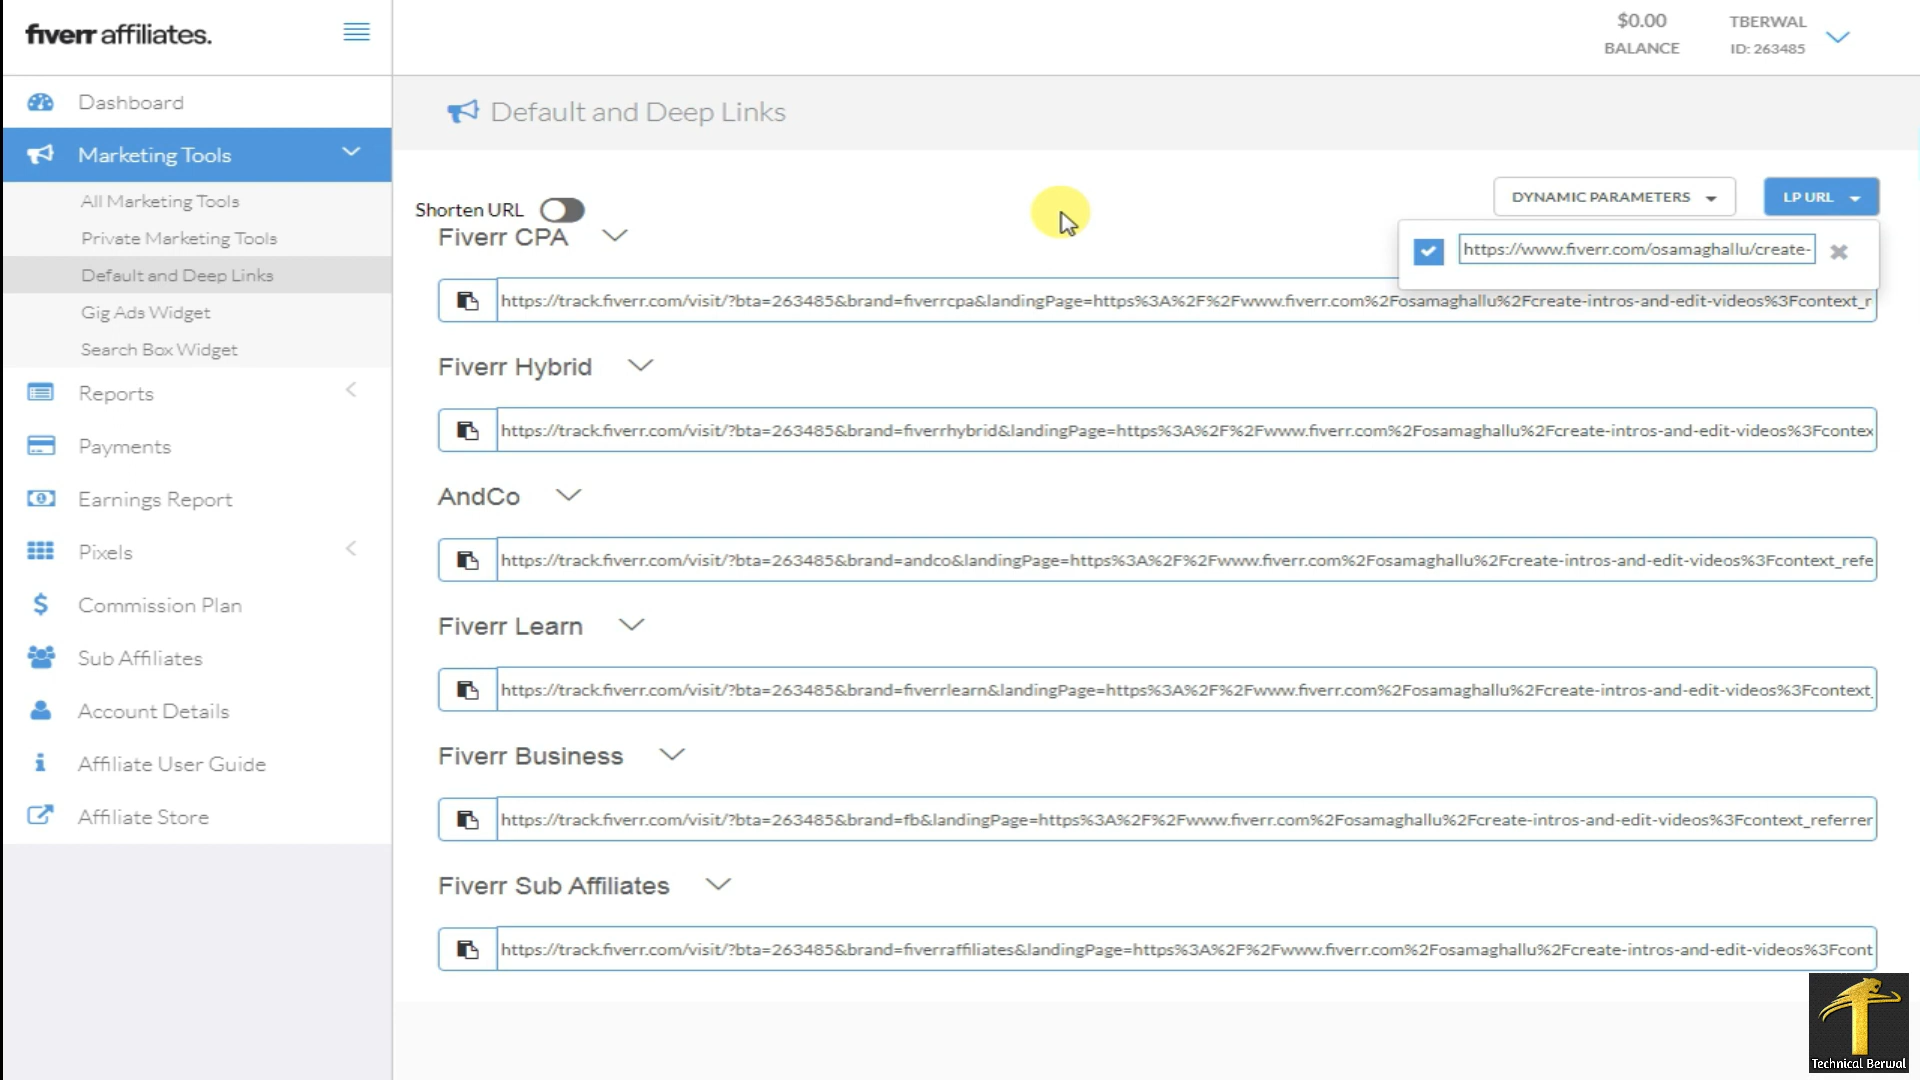 fiverr affiliates.
$0.00
BALANCE
TBERWAL
ID: 263485
Dashboard
Marketing Tools
All Marketing Tools
Private Marketing Tools
Default and Deep Links
Gig Ads Widget
Search Box Widget
Reports
Payments
Earnings Report
Pixels
Commission Plan
Sub Affiliates
Account Details
Affiliate User Guide
Affiliate Store
Default and Deep Links
Shorten URL
DYNAMIC PARAMETERS
LP URL
https://www.fiverr.com/osamaghallu/create-
Fiverr CPA
https://track.fiverr.com/visit/?bta=263485&brand=fiverrcpa&landingPage=https%3A%2F%2Fwww.fiverr.com%2Fosamaghallu%2Fcreate-intros-and-edit-videos%3Fcontext_r
Fiverr Hybrid
https://track.fiverr.com/visit/?bta=263485&brand=fiverrhybrid&landingPage=https%3A%2F%2Fwww.fiverr.com%2Fosamaghallu%2Fcreate-intros-and-edit-videos%3Fcontex
AndCo
https://track.fiverr.com/visit/?bta=263485&brand=andco&landingPage=https%3A%2F%2Fwww.fiverr.com%2Fosamaghallu%2Fcreate-intros-and-edit-videos%3Fcontext_refe
Fiverr Learn
https://track.fiverr.com/visit/?bta=263485&brand=fiverrlearn&landingPage=https%3A%2F%2Fwww.fiverr.com%2Fosamaghallu%2Fcreate-intros-and-edit-videos%3Fcontext_
Fiverr Business
https://track.fiverr.com/visit/?bta=263485&brand=fb&landingPage=https%3A%2F%2Fwww.fiverr.com%2Fosamaghallu%2Fcreate-intros-and-edit-videos%3Fcontext_referrer
Fiverr Sub Affiliates
https://track.fiverr.com/visit/?bta=263485&brand=fiverraffiliates&landingPage=https%3A%2F%2Fwww.fiverr.com%2Fosamaghallu%2Fcreate-intros-and-edit-videos%3Fcont
Technical Berwal